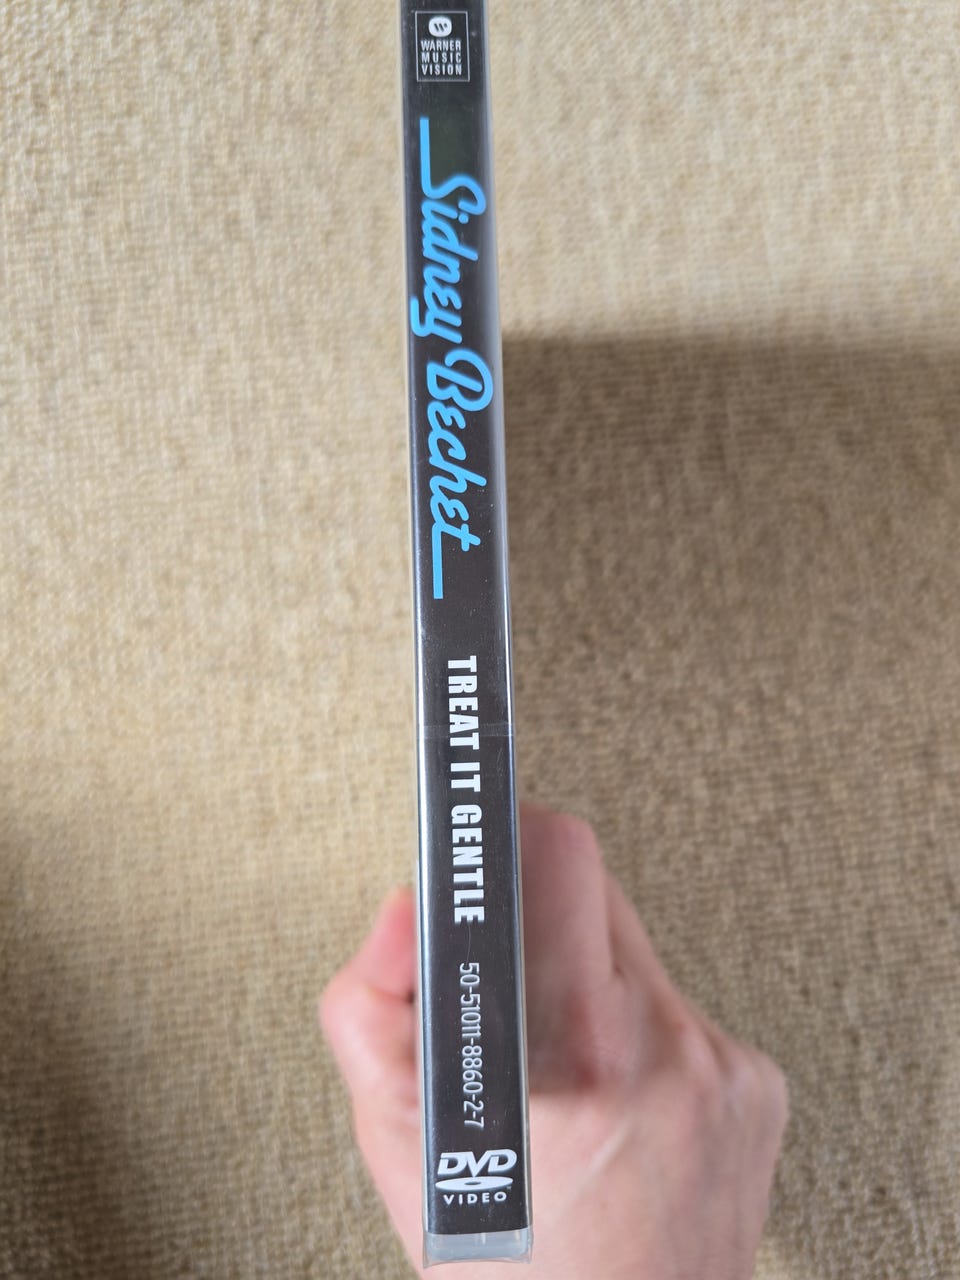 WARNER
MUSIC
VISION
Sidney Bechet
TREAT IT GENTLE
50-51011-8860-2-7
DVD
VIDEO